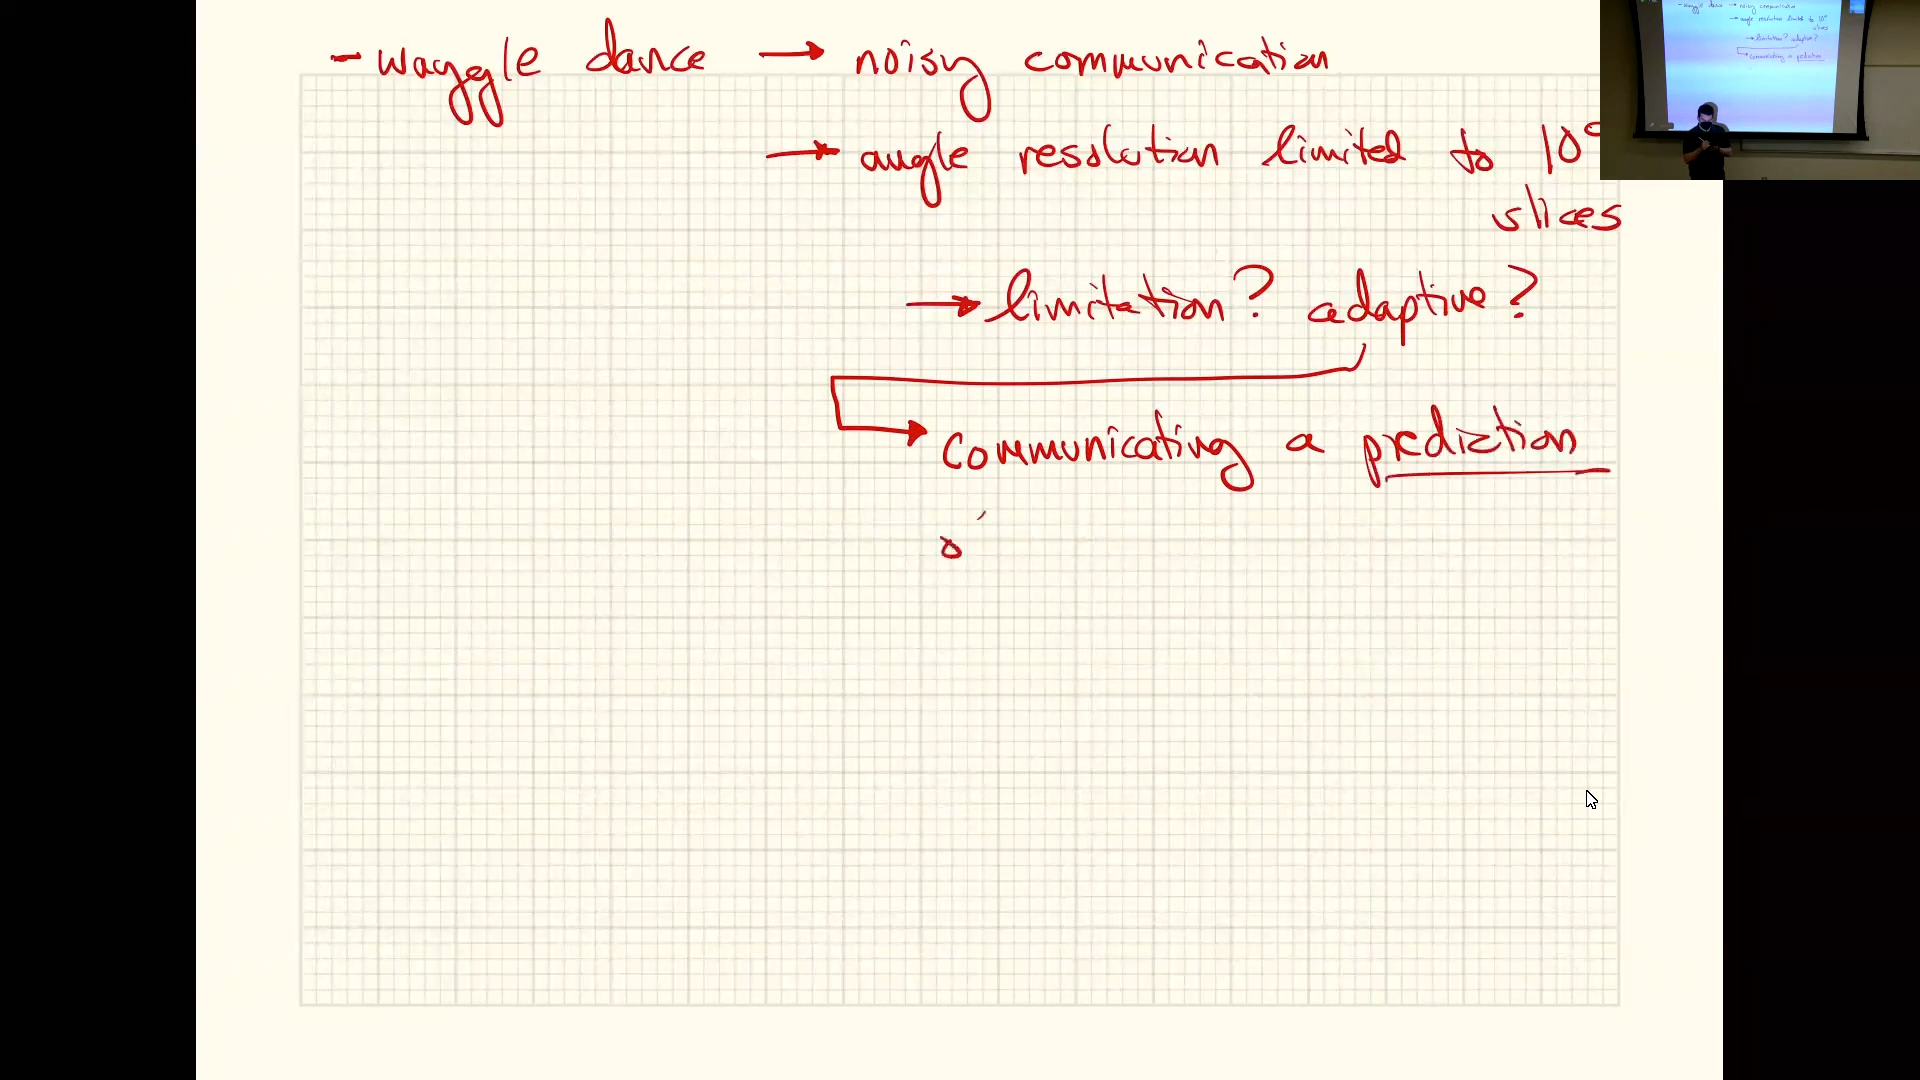 - waggle dance → noisy communication
→ angle resolution limited to 10°
slices
→ limitation? adaptive?
communicating a prediction
o